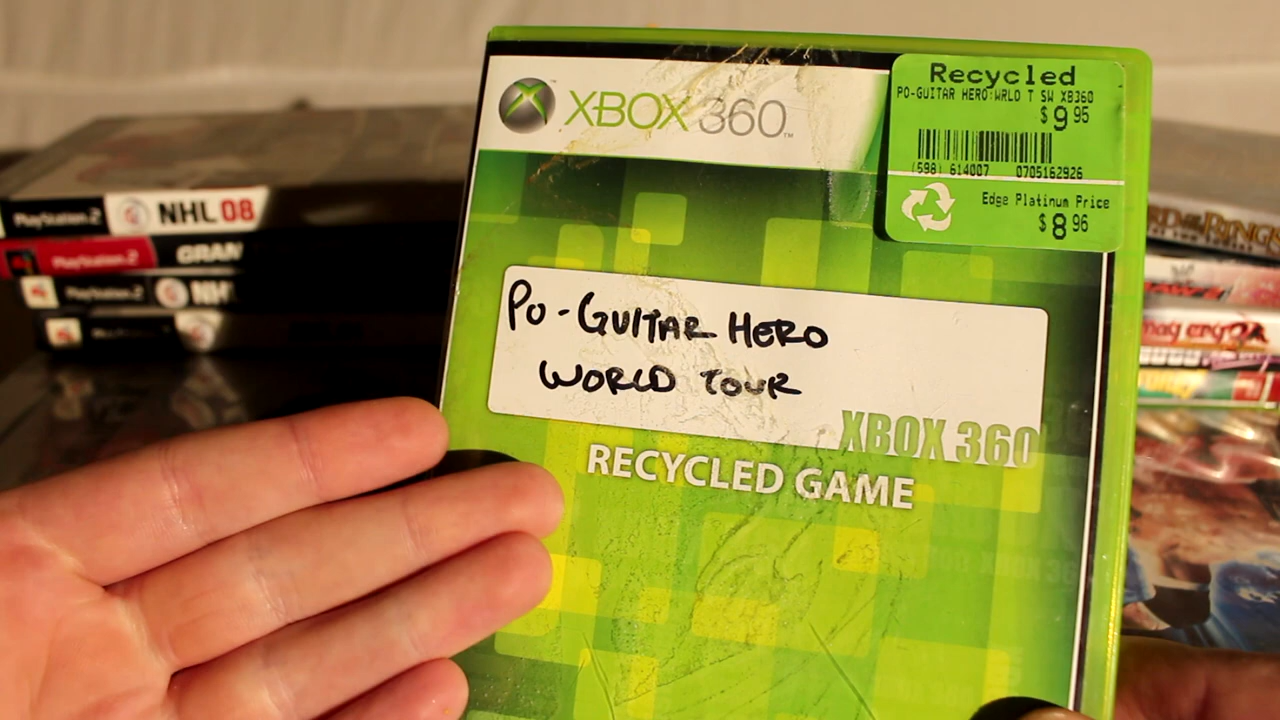 XBOX 360
Recycled
PO-GUITAR HERO:WRLD T SW XB360
$9 95
(598) 614007 0705162926
Edge Platinum Price
$8 96
PO-GUITAR HERO
WORLD TOUR
XBOX 360
RECYCLED GAME
PlayStation.2 NHL 08
PlayStation.2 GRAN
PlayStation.2 NH
RINGS